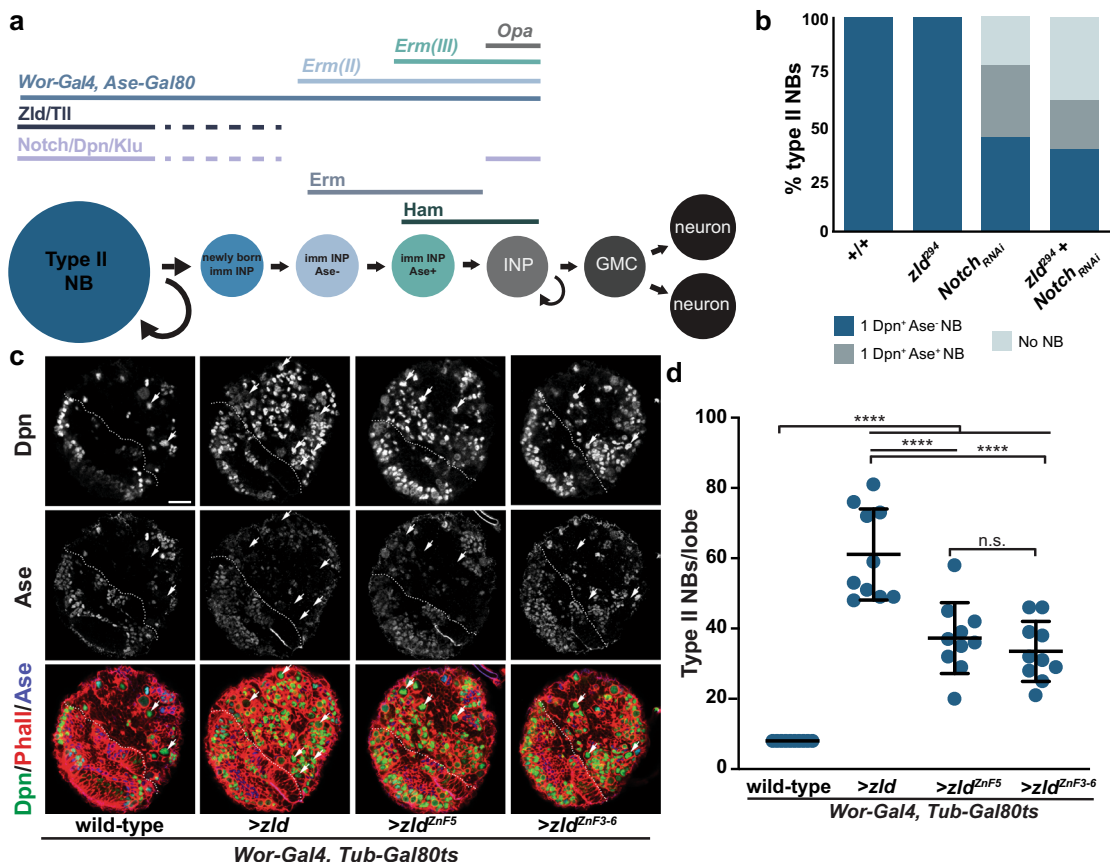 a
Opa
Erm(III)
Erm(II)
Wor-Gal4, Ase-Gal80
Zld/Tll
Notch/Dpn/Klu
Erm
Ham
Type II
NB
newly born
imm INP
imm INP
Ase-
imm INP
Ase+
INP
GMC
neuron
neuron
b
% type II NBs
100
75
50
25
0
+/+
zld294
Notch RNAi
zld294 +
Notch RNAi
1 Dpn+ Ase- NB
1 Dpn+ Ase+ NB
No NB
c
Dpn
Ase
Dpn/Phall/Ase
wild-type
>zld
>zldZnF5
>zldZnF3-6
Wor-Gal4, Tub-Gal80ts
d
Type II NBs/lobe
100
80
60
40
20
0
****
****
****
n.s.
wild-type
>zld
>zldZnF5
>zldZnF3-6
Wor-Gal4, Tub-Gal80ts